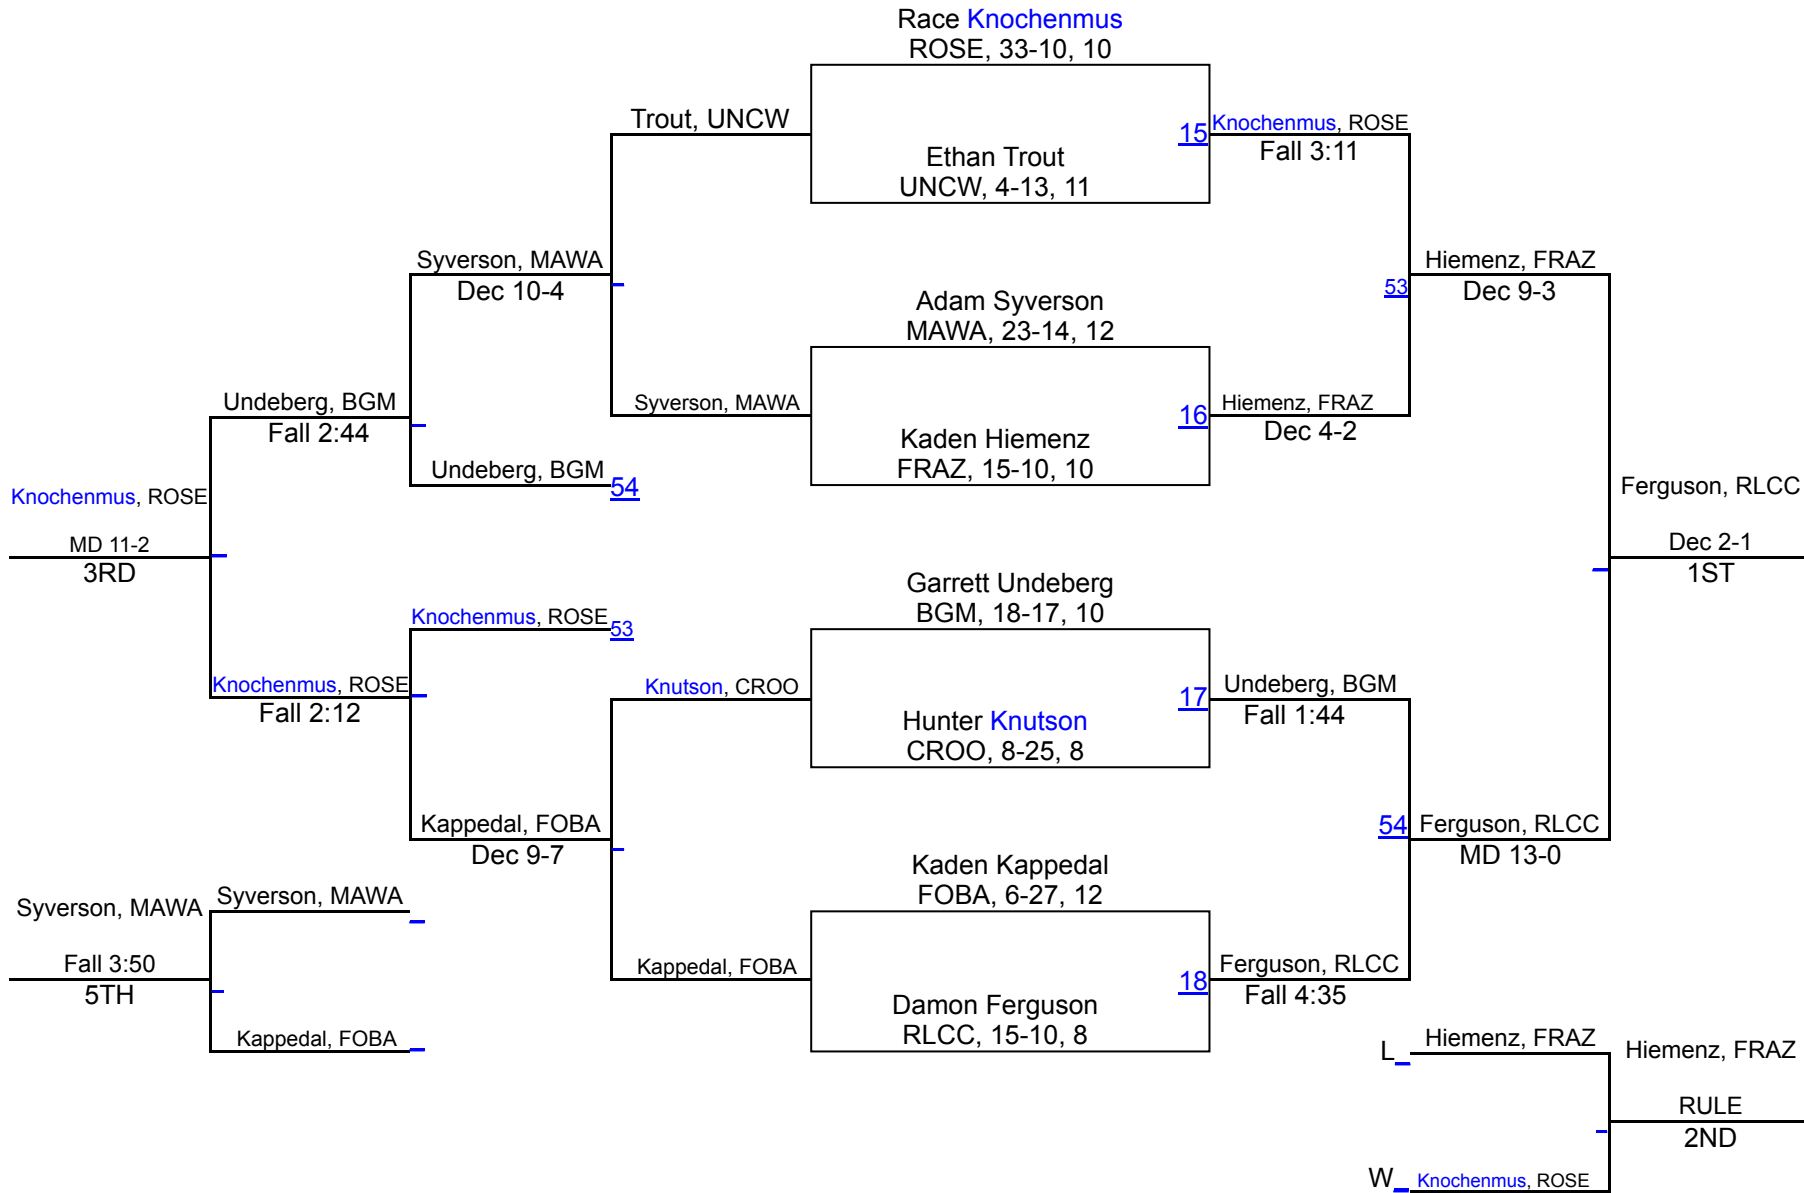 Race Knochenmus
ROSE, 33-10, 10
Trout, UNCW
15
Knochenmus, ROSE
Fall 3:11
Ethan Trout
UNCW, 4-13, 11
Syverson, MAWA
Dec 10-4
Hiemenz, FRAZ
53
Dec 9-3
Adam Syverson
MAWA, 23-14, 12
Undeberg, BGM
Fall 2:44
Syverson, MAWA
16
Hiemenz, FRAZ
Dec 4-2
Kaden Hiemenz
FRAZ, 15-10, 10
Undeberg, BGM
54
Knochenmus, ROSE
MD 11-2
3RD
Ferguson, RLCC
Dec 2-1
1ST
Garrett Undeberg
BGM, 18-17, 10
Knochenmus, ROSE
53
Knochenmus, ROSE
Fall 2:12
Knutson, CROO
17
Undeberg, BGM
Fall 1:44
Hunter Knutson
CROO, 8-25, 8
Kappedal, FOBA
Dec 9-7
54
Ferguson, RLCC
MD 13-0
Kaden Kappedal
FOBA, 6-27, 12
Syverson, MAWA
Syverson, MAWA
Fall 3:50
5TH
Kappedal, FOBA
Kappedal, FOBA
18
Ferguson, RLCC
Fall 4:35
Damon Ferguson
RLCC, 15-10, 8
L
Hiemenz, FRAZ
Hiemenz, FRAZ
RULE
2ND
W
Knochenmus, ROSE